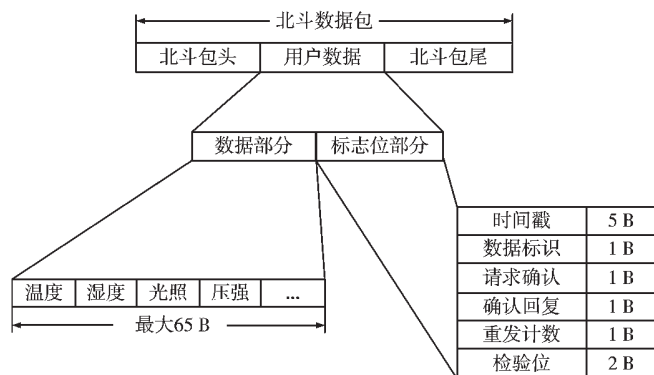 北斗数据包
北斗包头 用户数据 北斗包尾
数据部分 标志位部分
时间戳 5 B
数据标识 1 B
请求确认 1 B
确认回复 1 B
重发计数 1 B
检验位 2 B
温度 湿度 光照 压强 ...
最大65 B